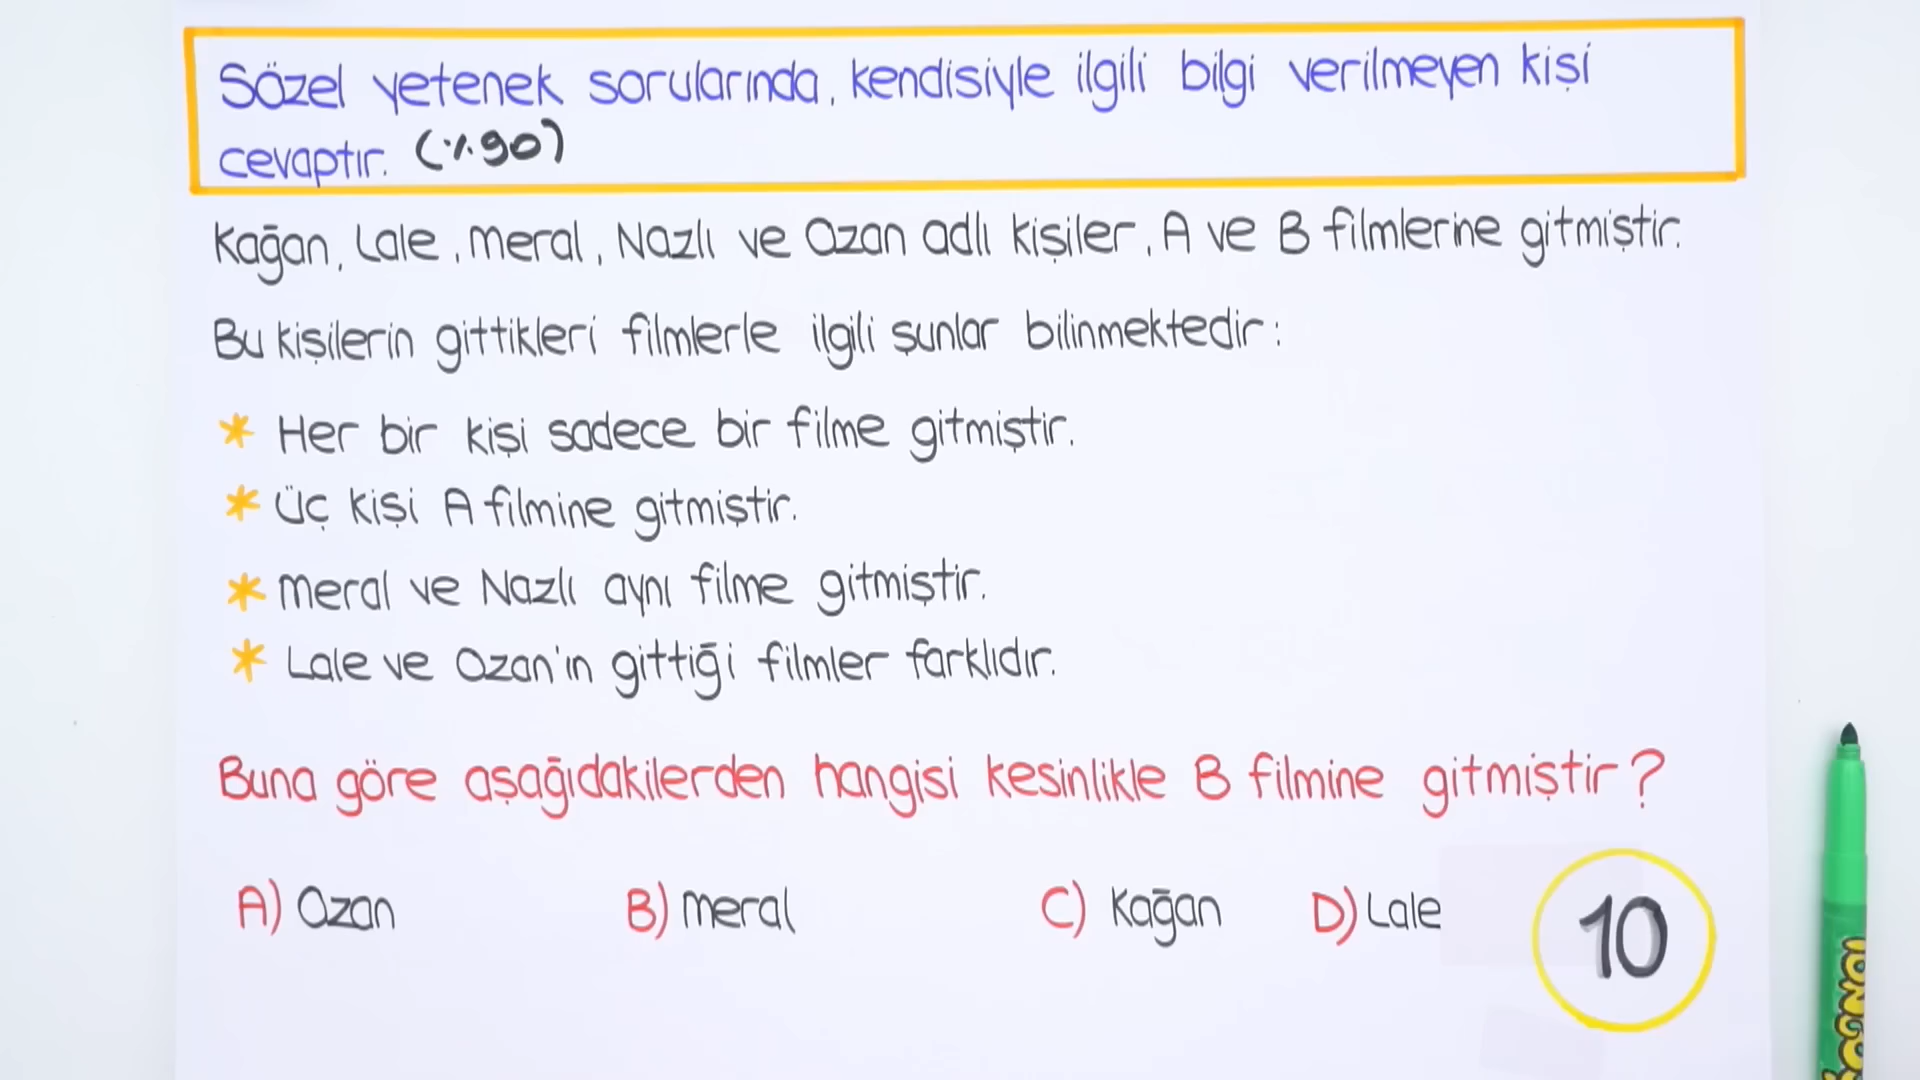 Sözel yetenek sorularında, kendisiyle ilgili bilgi verilmeyen kişi
cevaptır. (%90)
Kağan, Lale, Meral, Nazlı ve Ozan adlı kişiler, A ve B filmlerine gitmiştir.
Bu kişilerin gittikleri filmlerle ilgili şunlar bilinmektedir:
* Her bir kişi sadece bir filme gitmiştir.
* Üç kişi A filmine gitmiştir.
* Meral ve Nazlı aynı filme gitmiştir.
* Lale ve Ozan'ın gittiği filmler farklıdır.
Buna göre aşağıdakilerden hangisi kesinlikle B filmine gitmiştir?
A) Ozan B) Meral C) Kağan D) Lale
10